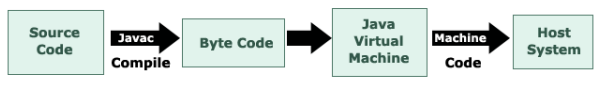 Source
Code
Javac
Compile
Byte Code
Java
Virtual
Machine
Machine
Code
Host
System